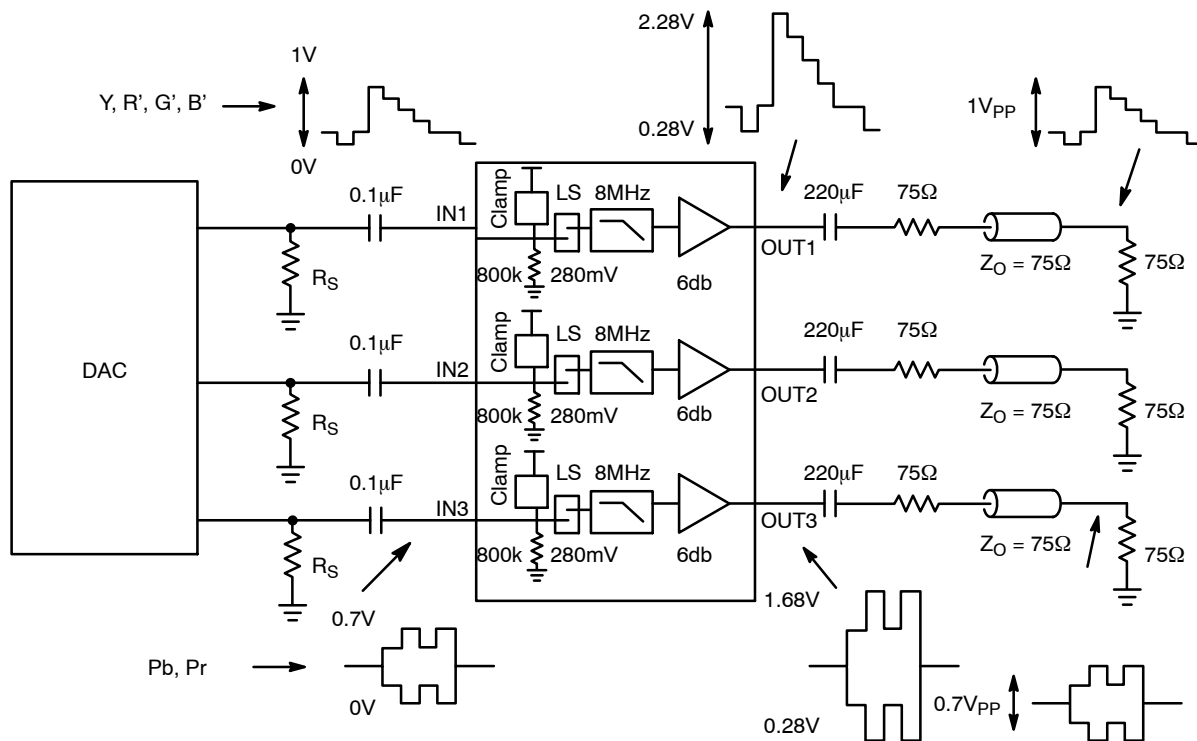 2.28V
1V
Y, R', G', B'
1VPP
0.28V
0V
Clamp
LS
8MHz
0.1μF
IN1
220μF
75Ω
OUT1
800k
280mV
6db
RS
ZO = 75Ω
75Ω
Clamp
LS
8MHz
0.1μF
IN2
220μF
75Ω
DAC
OUT2
800k
280mV
6db
RS
ZO = 75Ω
75Ω
Clamp
LS
8MHz
0.1μF
IN3
220μF
75Ω
OUT3
800k
280mV
6db
RS
ZO = 75Ω
75Ω
0.7V
1.68V
Pb, Pr
0V
0.28V
0.7VPP